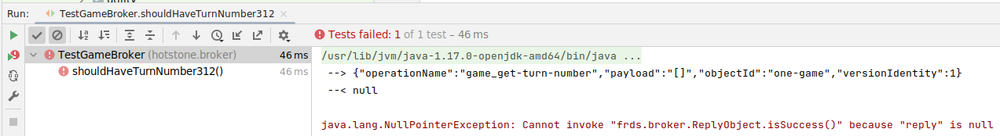 utility
Run: TestGameBroker.shouldHaveTurnNumber312
Tests failed: 1 of 1 test – 46 ms
TestGameBroker (hotstone.broker) 46 ms
shouldHaveTurnNumber312() 46 ms
/usr/lib/jvm/java-1.17.0-openjdk-amd64/bin/java ...
--> {"operationName":"game_get-turn-number","payload":"[]","objectId":"one-game","versionIdentity":1}
--< null
java.lang.NullPointerException: Cannot invoke "frds.broker.ReplyObject.isSuccess()" because "reply" is null